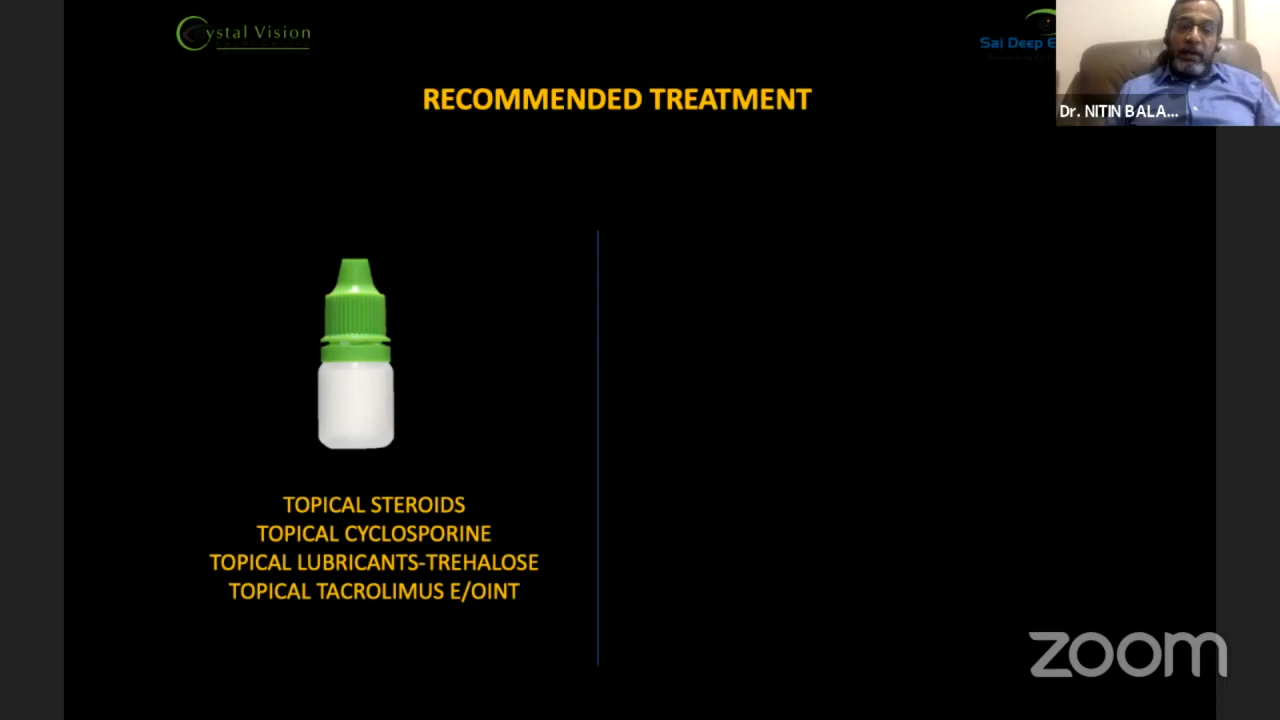 Crystal Vision
Sai Deep E
RECOMMENDED TREATMENT
Dr. NITIN BALA...
TOPICAL STEROIDS
TOPICAL CYCLOSPORINE
TOPICAL LUBRICANTS-TREHALOSE
TOPICAL TACROLIMUS E/OINT
zoom